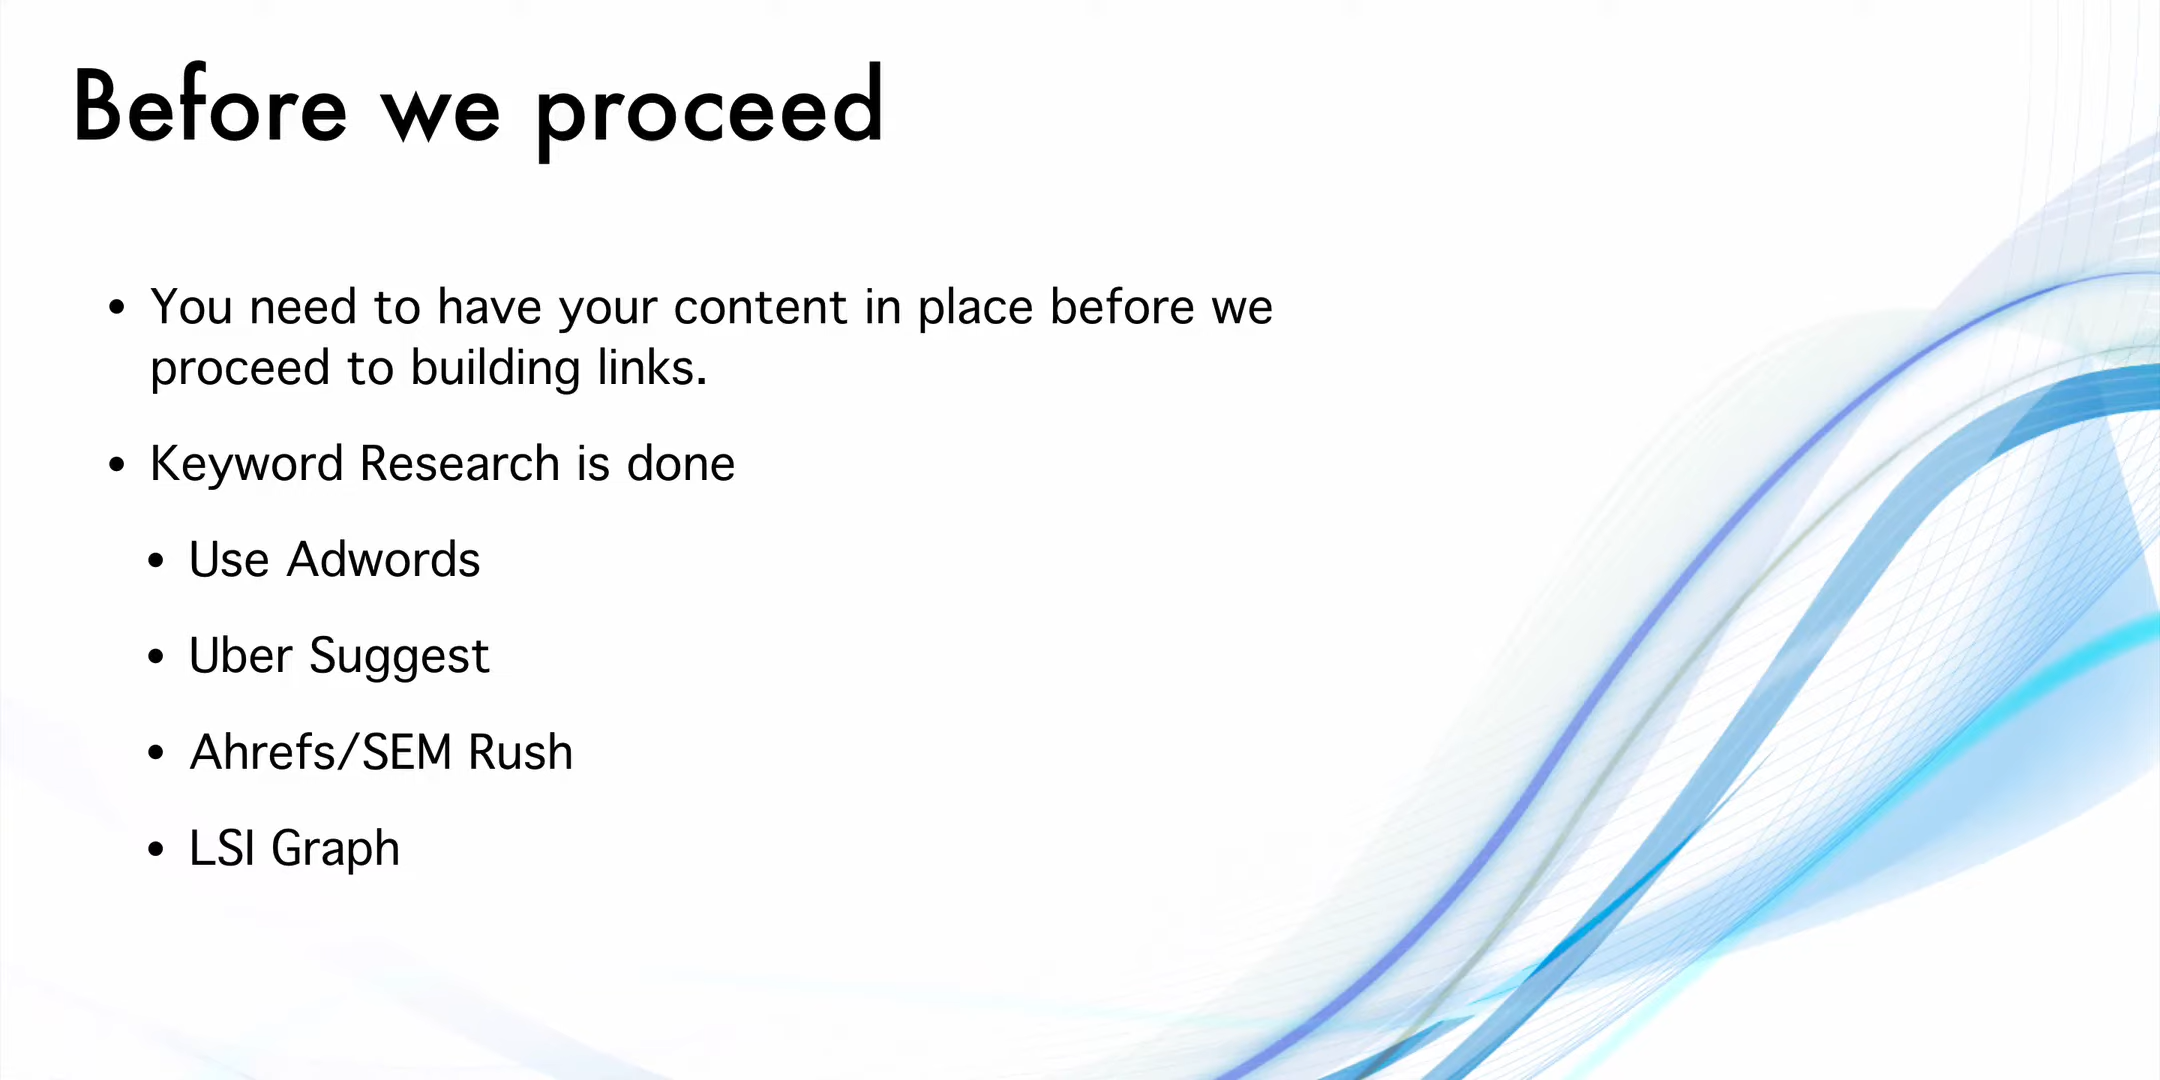 Before we proceed
• You need to have your content in place before we
proceed to building links.
• Keyword Research is done
• Use Adwords
• Uber Suggest
• Ahrefs/SEM Rush
• LSI Graph